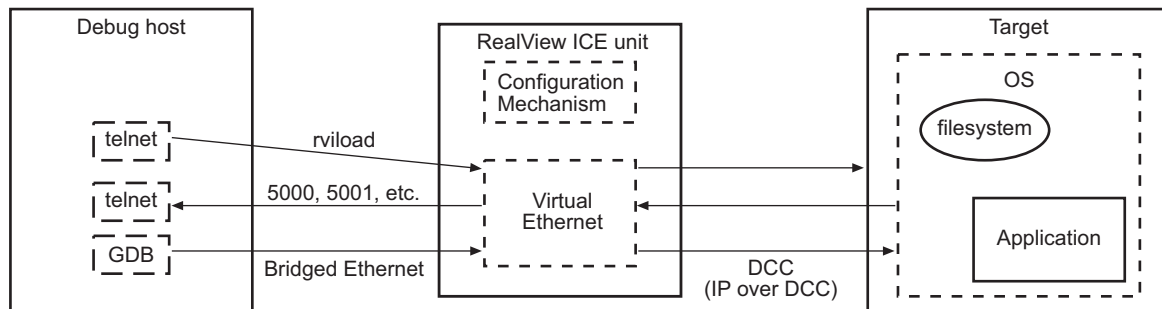 Debug host
telnet
telnet
GDB
rviload
5000, 5001, etc.
Bridged Ethernet
RealView ICE unit
Configuration
Mechanism
Virtual
Ethernet
DCC
(IP over DCC)
Target
OS
filesystem
Application